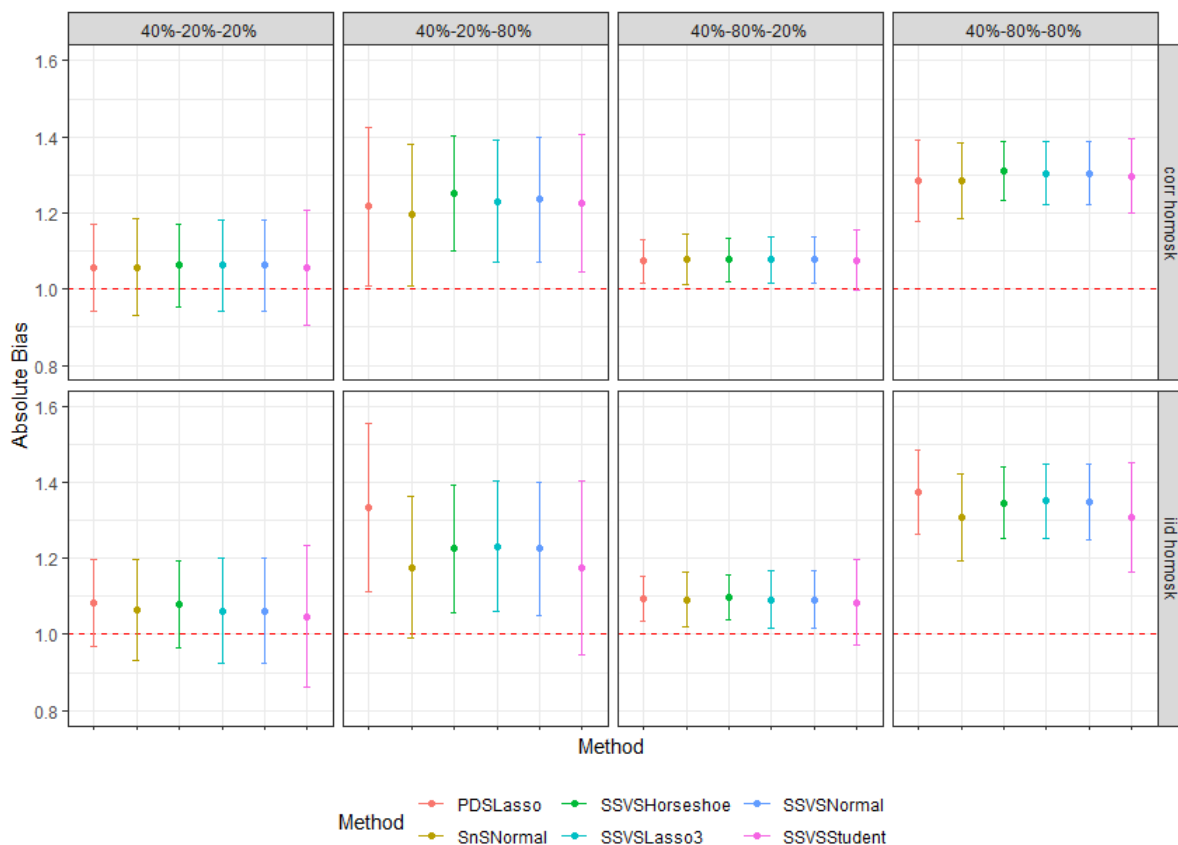 40%-20%-20% 40%-20%-80% 40%-80%-20% 40%-80%-80%
1.6
1.4
1.2
1.0
0.8
corr homosk
Absolute Bias
1.6
1.4
1.2
1.0
0.8
iid homosk
Method
Method
PDSLasso SSVSHorseshoe SSVSNormal
SnSNormal SSVSLasso3 SSVSStudent